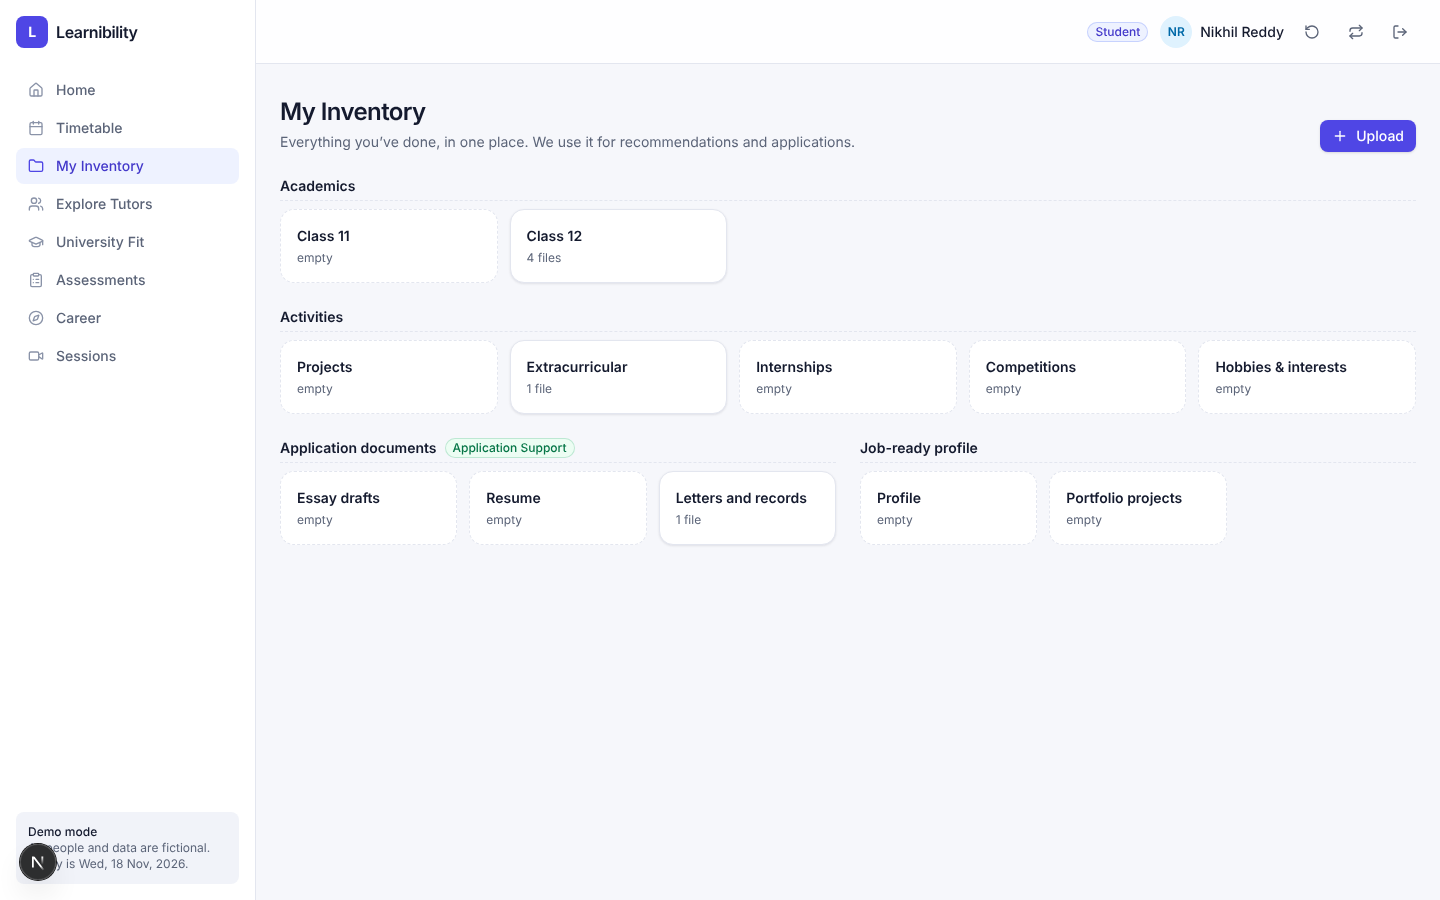 L Learnibility
Student NR Nikhil Reddy
Home
Timetable
My Inventory
Explore Tutors
University Fit
Assessments
Career
Sessions
My Inventory
Everything you've done, in one place. We use it for recommendations and applications.
Upload
Academics
Class 11
empty
Class 12
4 files
Activities
Projects
empty
Extracurricular
1 file
Internships
empty
Competitions
empty
Hobbies & interests
empty
Application documents Application Support
Essay drafts
empty
Resume
empty
Letters and records
1 file
Job-ready profile
Profile
empty
Portfolio projects
empty
Demo mode
people and data are fictional.
is Wed, 18 Nov, 2026.
N